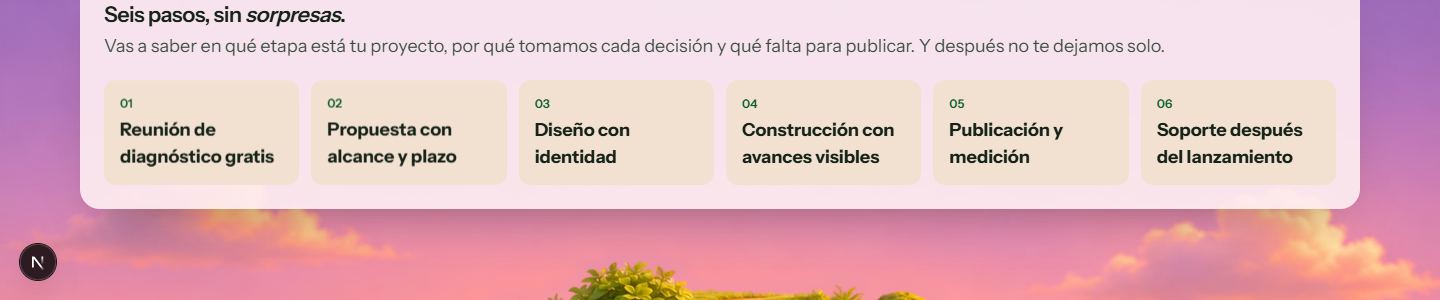 Seis pasos, sin sorpresas.
Vas a saber en qué etapa está tu proyecto, por qué tomamos cada decisión y qué falta para publicar. Y después no te dejamos solo.
01
Reunión de
diagnóstico gratis
02
Propuesta con
alcance y plazo
03
Diseño con
identidad
04
Construcción con
avances visibles
05
Publicación y
medición
06
Soporte después
del lanzamiento
N